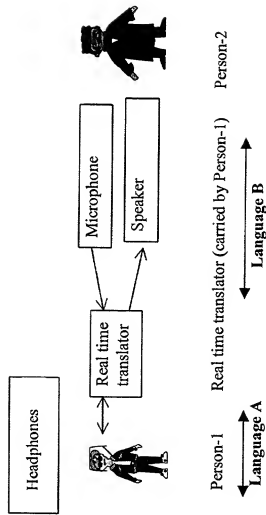 Headphones
Real time
translator
Microphone
Speaker
Person-1
Real time translator (carried by Person-1)
Person-2
Language A
Language B